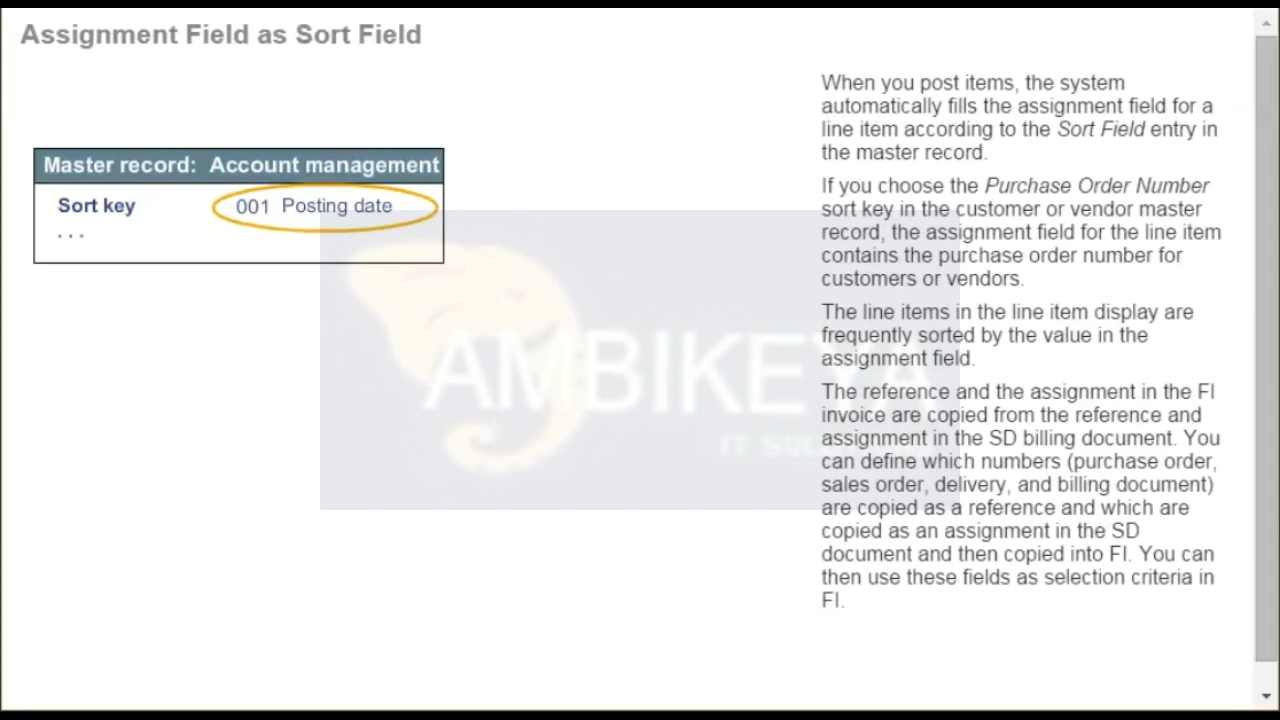 Assignment Field as Sort Field
Master record: Account management
Sort key 001 Posting date
. . .
When you post items, the system
automatically fills the assignment field for a
line item according to the Sort Field entry in
the master record.
If you choose the Purchase Order Number
sort key in the customer or vendor master
record, the assignment field for the line item
contains the purchase order number for
customers or vendors.
The line items in the line item display are
frequently sorted by the value in the
assignment field.
The reference and the assignment in the FI
invoice are copied from the reference and
assignment in the SD billing document. You
can define which numbers (purchase order,
sales order, delivery, and billing document)
are copied as a reference and which are
copied as an assignment in the SD
document and then copied into FI. You can
then use these fields as selection criteria in
FI.
AMBIKEYA
IT